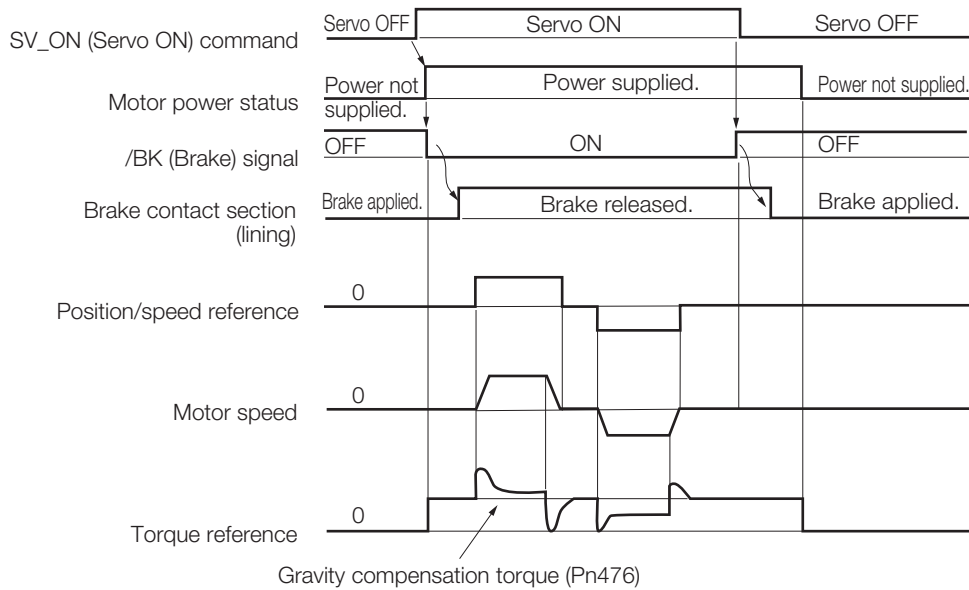 SV_ON (Servo ON) command
Servo OFF
Servo ON
Servo OFF
Motor power status
Power not
supplied.
Power supplied.
Power not supplied.
/BK (Brake) signal
OFF
ON
OFF
Brake contact section
(lining)
Brake applied.
Brake released.
Brake applied.
Position/speed reference
0
Motor speed
0
Torque reference
0
Gravity compensation torque (Pn476)